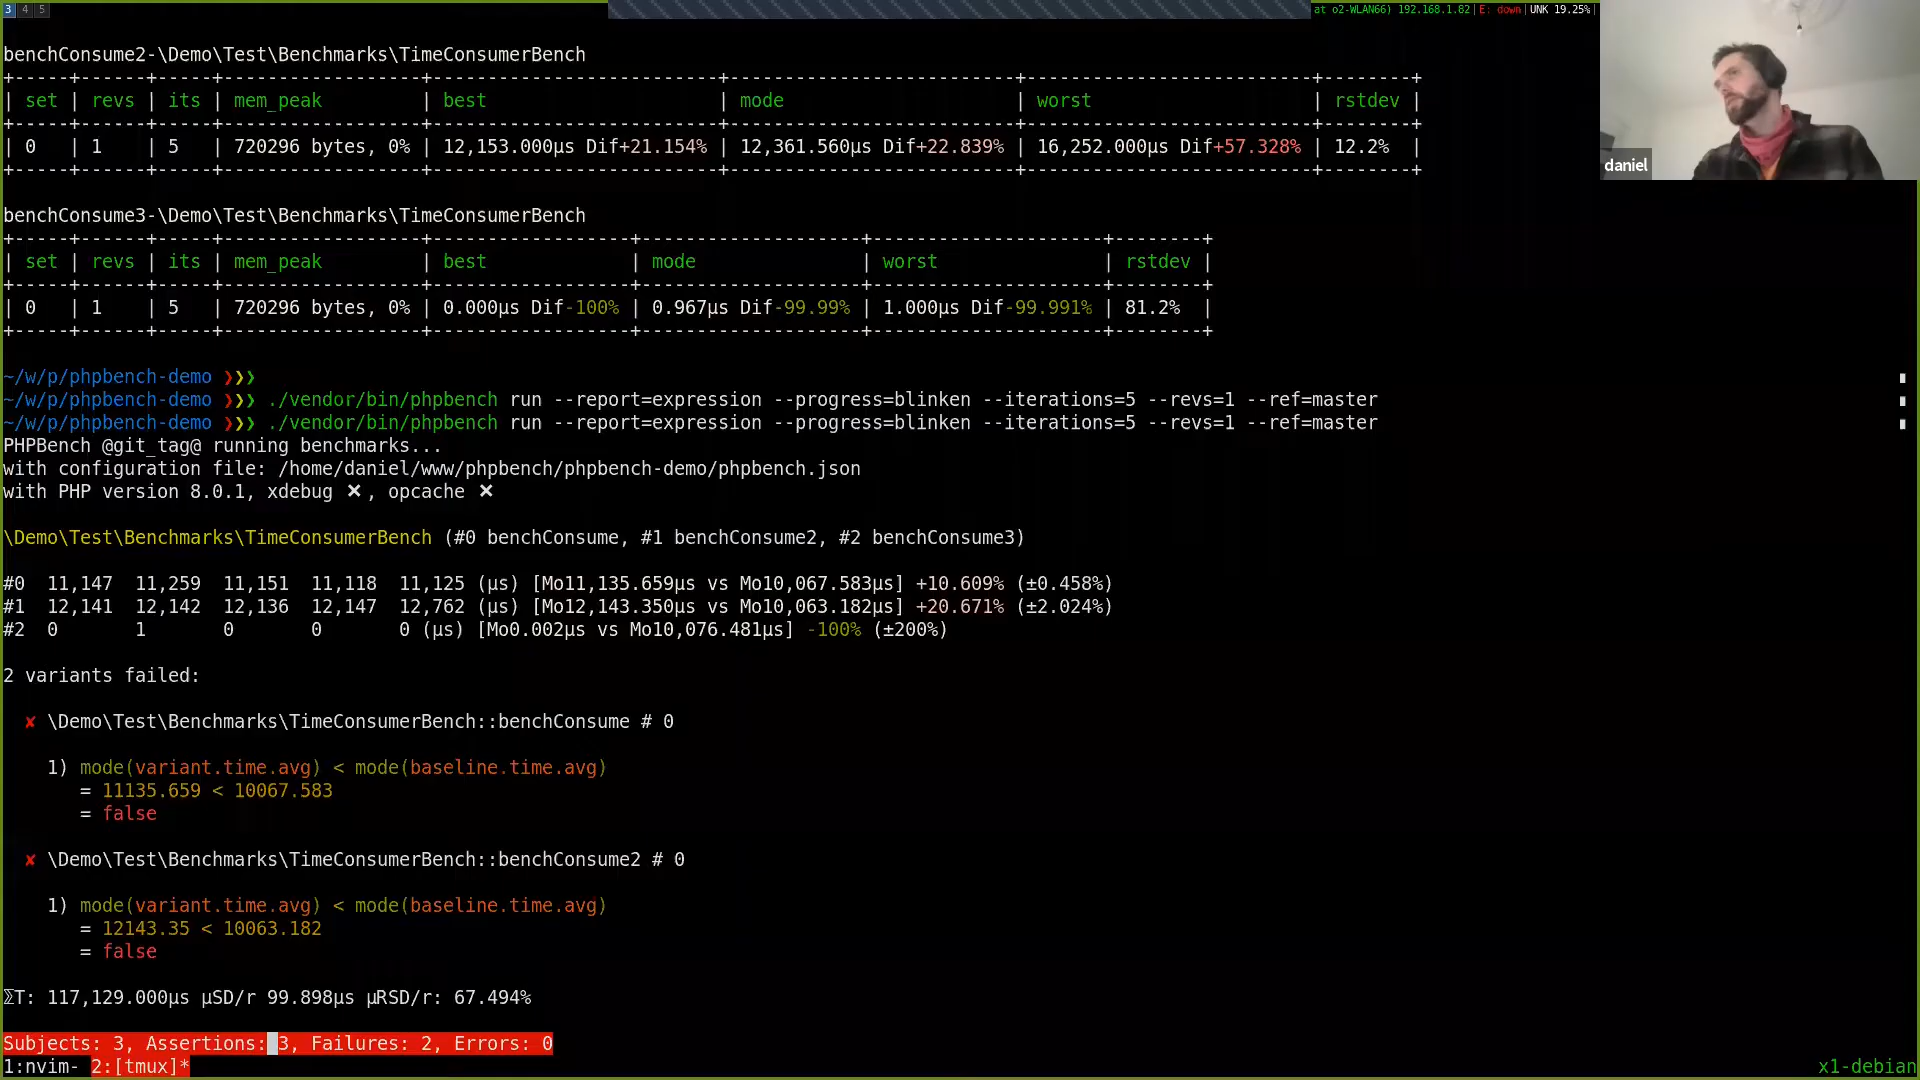 3 4 5
at o2-WLAN66) 192.168.1.82 | E: down | UNK 19.25% |
benchConsume2-\Demo\Test\Benchmarks\TimeConsumerBench
+-----+------+-----+------------------+--------------------------+--------------------------+--------------------------+--------+
| set | revs | its | mem_peak | best | mode | worst | rstdev |
+-----+------+-----+------------------+--------------------------+--------------------------+--------------------------+--------+
| 0 | 1 | 5 | 720296 bytes, 0% | 12,153.000μs Dif+21.154% | 12,361.560μs Dif+22.839% | 16,252.000μs Dif+57.328% | 12.2% |
+-----+------+-----+------------------+--------------------------+--------------------------+--------------------------+--------+
daniel
benchConsume3-\Demo\Test\Benchmarks\TimeConsumerBench
+-----+------+-----+------------------+------------------+--------------------+---------------------+--------+
| set | revs | its | mem_peak | best | mode | worst | rstdev |
+-----+------+-----+------------------+------------------+--------------------+---------------------+--------+
| 0 | 1 | 5 | 720296 bytes, 0% | 0.000μs Dif-100% | 0.967μs Dif-99.99% | 1.000μs Dif-99.991% | 81.2% |
+-----+------+-----+------------------+------------------+--------------------+---------------------+--------+
~/w/p/phpbench-demo ❯❯❯
~/w/p/phpbench-demo ❯❯❯ ./vendor/bin/phpbench run --report=expression --progress=blinken --iterations=5 --revs=1 --ref=master
~/w/p/phpbench-demo ❯❯❯ ./vendor/bin/phpbench run --report=expression --progress=blinken --iterations=5 --revs=1 --ref=master
PHPBench @git_tag@ running benchmarks...
with configuration file: /home/daniel/www/phpbench/phpbench-demo/phpbench.json
with PHP version 8.0.1, xdebug ❌, opcache ❌
\Demo\Test\Benchmarks\TimeConsumerBench (#0 benchConsume, #1 benchConsume2, #2 benchConsume3)
#0 11,147 11,259 11,151 11,118 11,125 (μs) [Mo11,135.659μs vs Mo10,067.583μs] +10.609% (±0.458%)
#1 12,141 12,142 12,136 12,147 12,762 (μs) [Mo12,143.350μs vs Mo10,063.182μs] +20.671% (±2.024%)
#2 0 1 0 0 0 (μs) [Mo0.002μs vs Mo10,076.481μs] -100% (±200%)
2 variants failed:
✘ \Demo\Test\Benchmarks\TimeConsumerBench::benchConsume # 0
1) mode(variant.time.avg) < mode(baseline.time.avg)
= 11135.659 < 10067.583
= false
✘ \Demo\Test\Benchmarks\TimeConsumerBench::benchConsume2 # 0
1) mode(variant.time.avg) < mode(baseline.time.avg)
= 12143.35 < 10063.182
= false
⅀T: 117,129.000μs μSD/r 99.898μs μRSD/r: 67.494%
Subjects: 3, Assertions: 3, Failures: 2, Errors: 0
1:nvim- 2:[tmux]* x1-debian